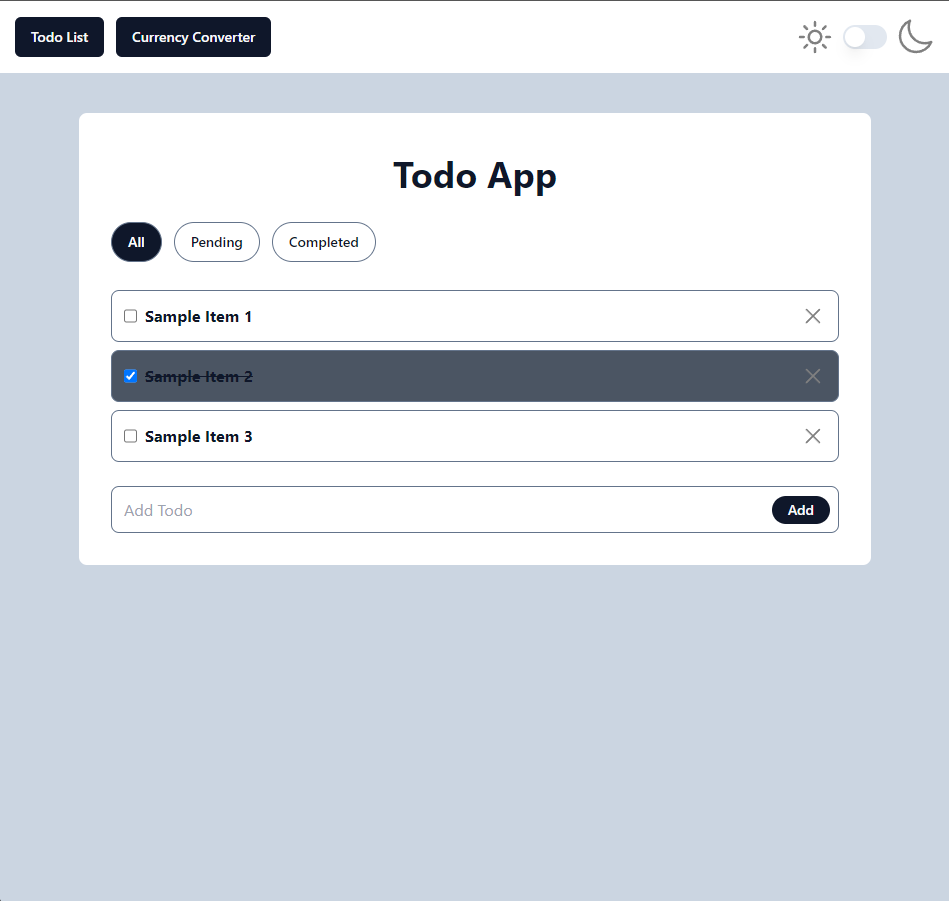 Todo List Currency Converter
Todo App
All Pending Completed
Sample Item 1
Sample Item 2
Sample Item 3
Add Todo Add